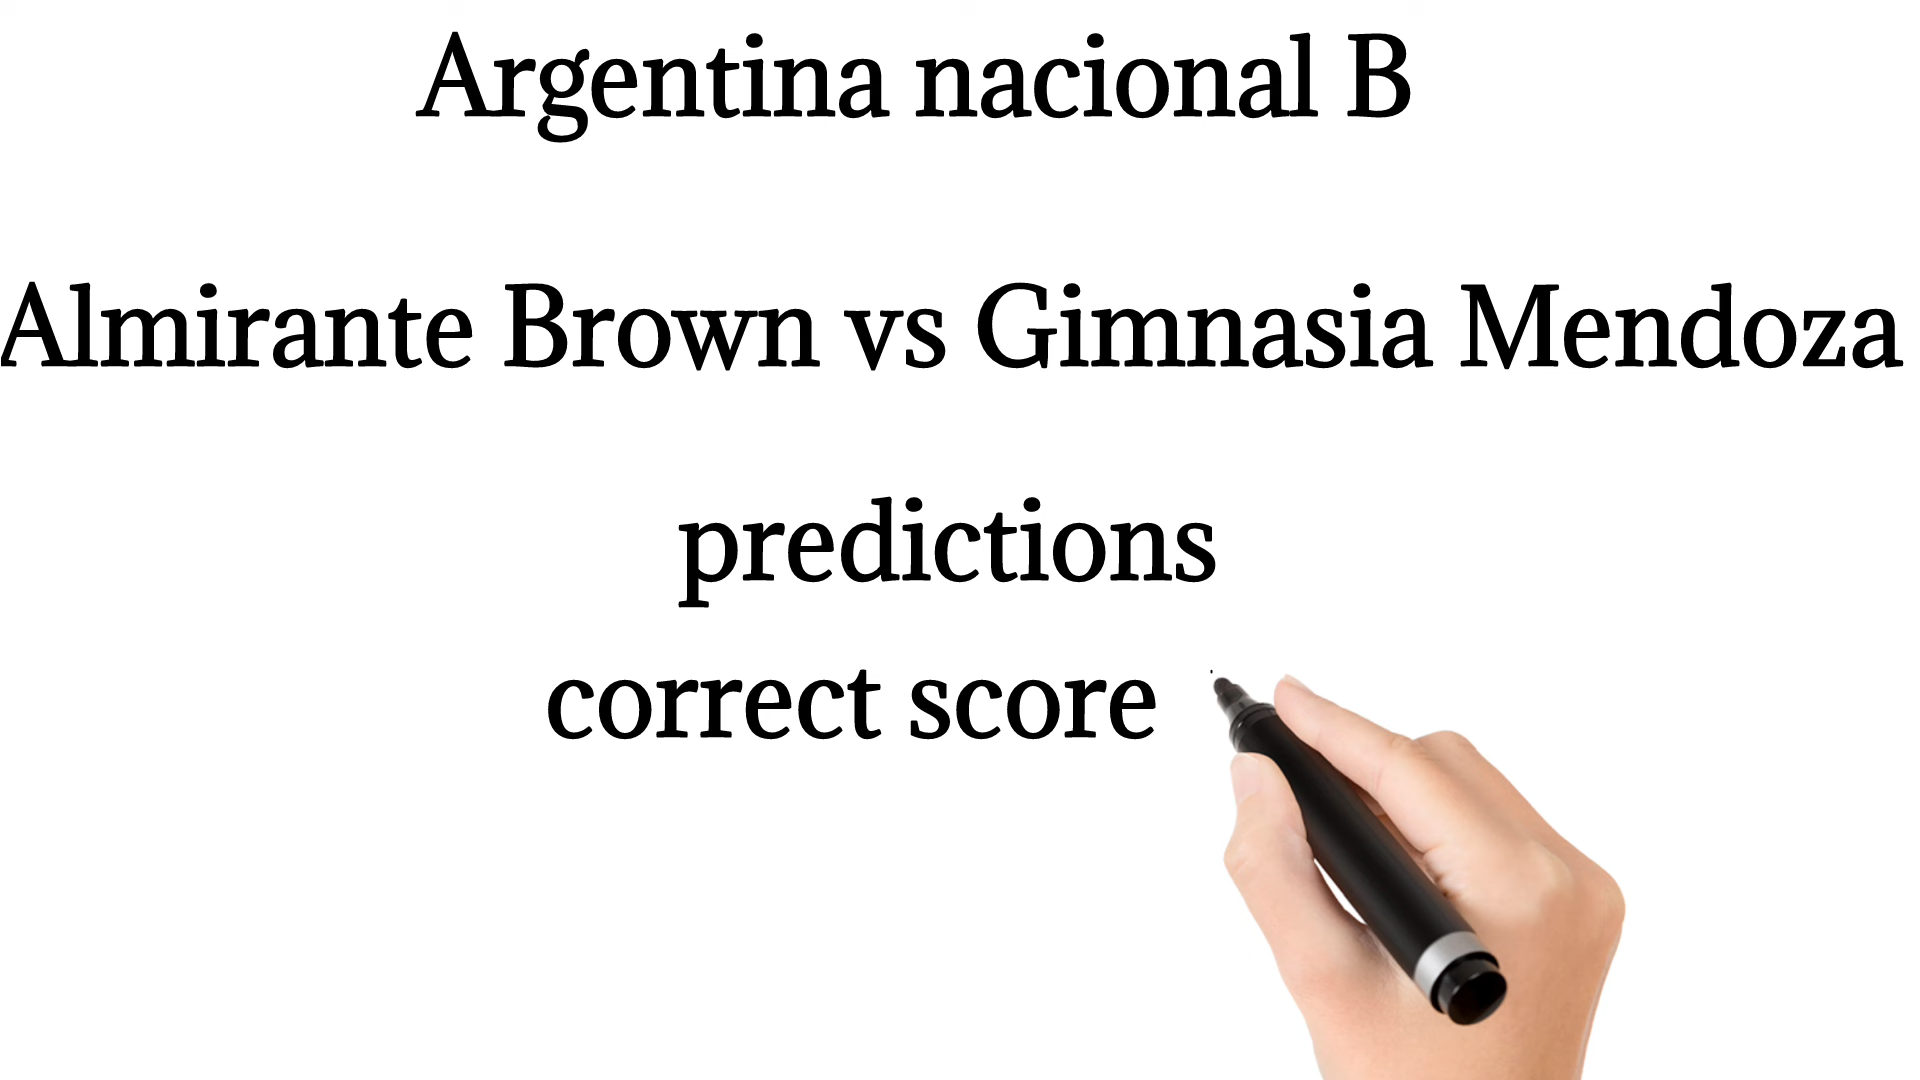 Argentina nacional B
Almirante Brown vs Gimnasia Mendoza
predictions
correct score